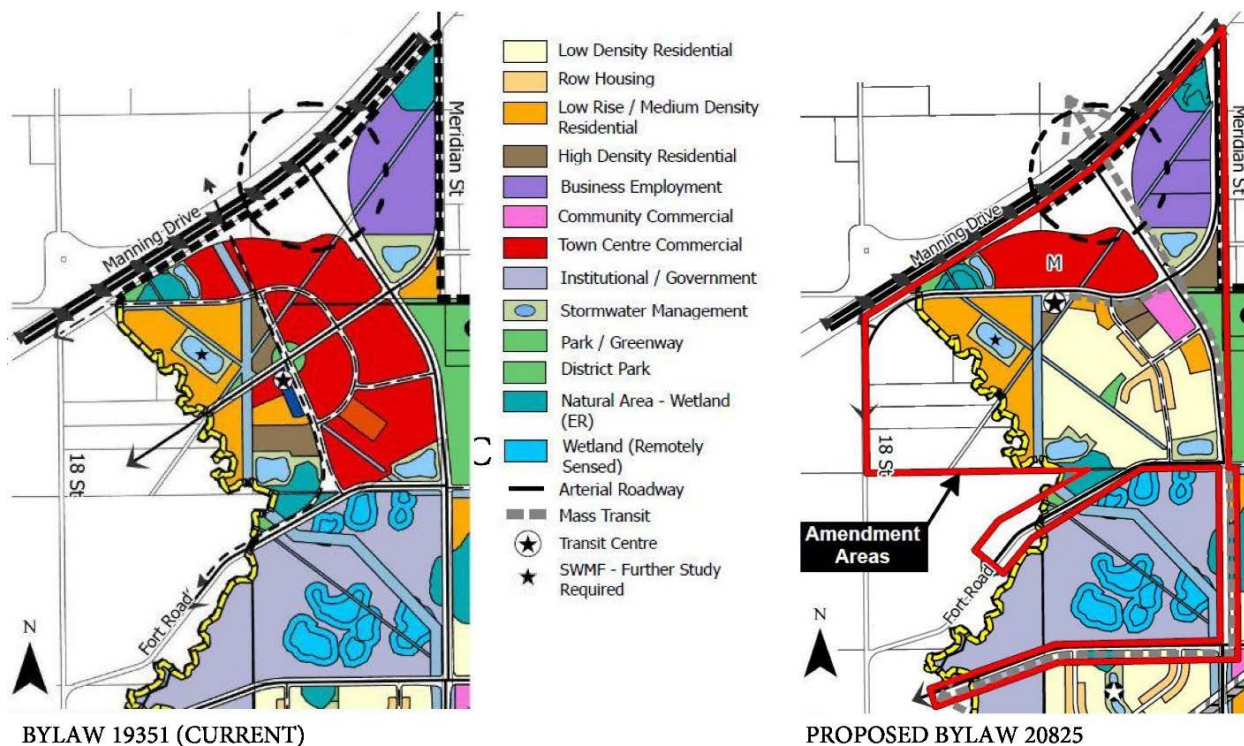 Manning Drive
Meridian St
18 St
Fort Road
N
C
BYLAW 19351 (CURRENT)
Low Density Residential
Row Housing
Low Rise / Medium Density
Residential
High Density Residential
Business Employment
Community Commercial
Town Centre Commercial
Institutional / Government
Stormwater Management
Park / Greenway
District Park
Natural Area - Wetland
(ER)
Wetland (Remotely
Sensed)
Arterial Roadway
Mass Transit
Transit Centre
SWMF - Further Study
Required
Manning Drive
Meridian St
M
18 St
Amendment
Areas
Fort Road
N
PROPOSED BYLAW 20825